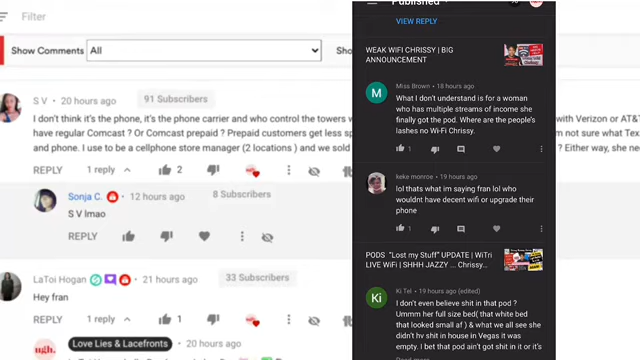 Filter
Show Comments
All
Sho
S V • 20 hours ago
91 Subscribers
I don't think it's the phone, it's the phone carrier and who control the towers w
with Verizon or AT&T
have regular Comcast ? Or Comcast prepaid ? Prepaid customers get less sp
m not sure what Texa
and phone. I use to be a cellphone store manager (2 locations ) and we sold
? Either way, she nee
REPLY
1 reply
2
Sonja C.
12 hours ago
8 Subscribers
S V lmao
REPLY
LaToi Hogan
21 hours ago
33 Subscribers
Hey fran
REPLY
1 reply
1
ugh.
Love Lies & Lacefronts
20 hours ago
Published
VIEW REPLY
WEAK WIFI CHRISSY | BIG
ANNOUNCEMENT
M
Miss Brown • 18 hours ago
What I don't understand is for a woman
who has multiple streams of income she
finally got the pod. Where are the people's
lashes no Wi-Fi Chrissy.
1
keke monroe • 19 hours ago
lol thats what im saying fran lol who
wouldnt have decent wifi or upgrade their
phone
1
PODS "Lost my Stuff" UPDATE | WiTri
LIVE WiFi | SHHH JAZZY ... Chrissy...
Ki
Ki Tel • 19 hours ago (edited)
I don't even believe shit in that pod ?
Ummm her full size bed( that white bed
that looked small af ) & what we all see she
didn't hv shit in house in Vegas it was
empty. I bet that pod ain't got shit in it or it's
Read more